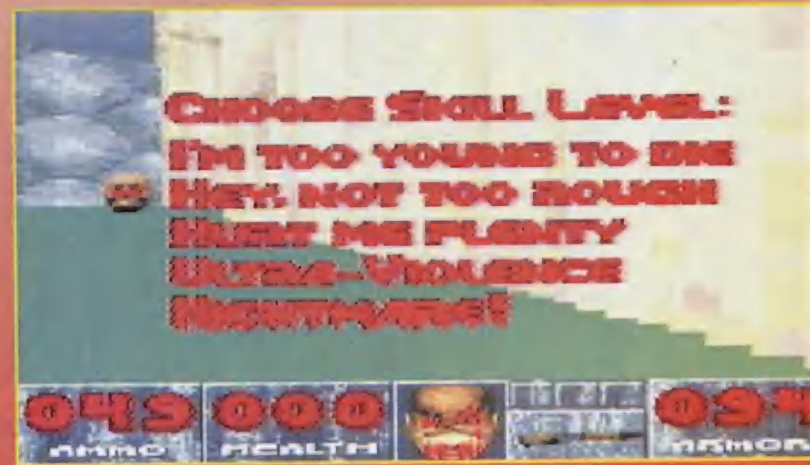 Choose Skill Level:
I'm too young to die
Hey, not too rough
Hurt me plenty
Ultra-Violence
Nightmare!
049 000 094
AMMO HEALTH ARMOR